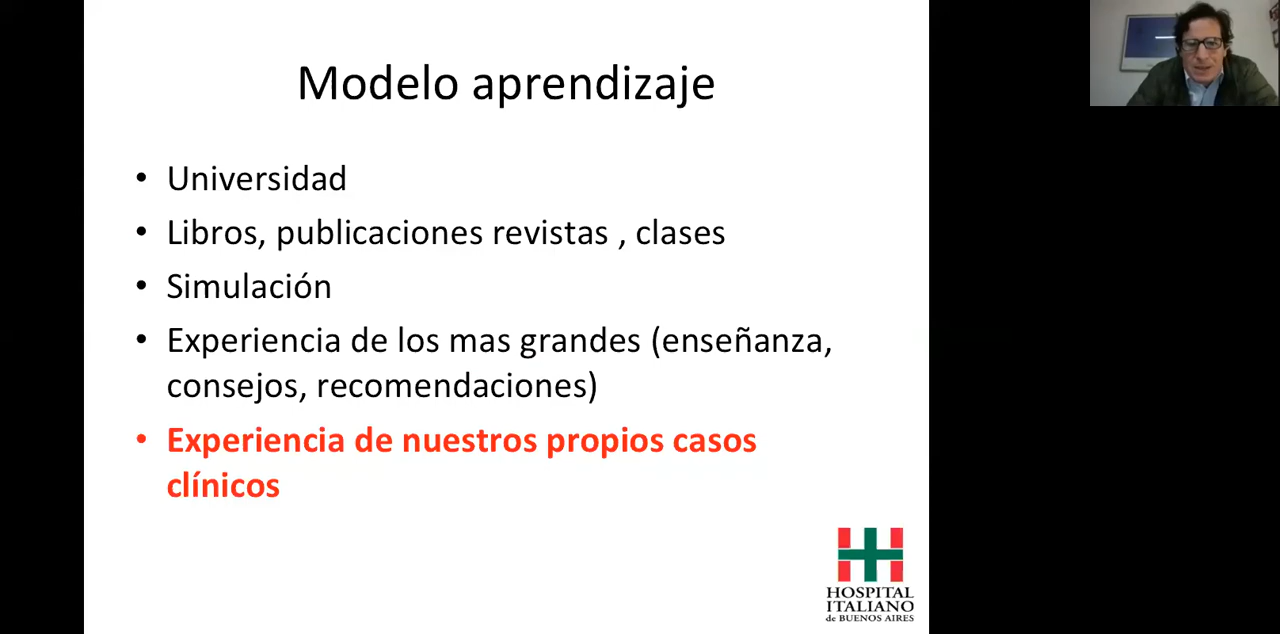 Modelo aprendizaje
• Universidad
• Libros, publicaciones revistas , clases
• Simulación
• Experiencia de los mas grandes (enseñanza,
consejos, recomendaciones)
• Experiencia de nuestros propios casos
clínicos
HOSPITAL
ITALIANO
de BUENOS AIRES